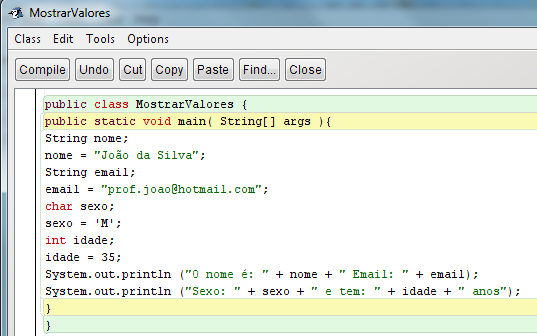 MostrarValores
Class Edit Tools Options
Compile Undo Cut Copy Paste Find... Close
public class MostrarValores {
public static void main( String[] args ){
String nome;
nome = "João da Silva";
String email;
email = "prof.joao@hotmail.com";
char sexo;
sexo = 'M';
int idade;
idade = 35;
System.out.println ("O nome é: " + nome + " Email: " + email);
System.out.println ("Sexo: " + sexo + " e tem: " + idade + " anos");
}
}